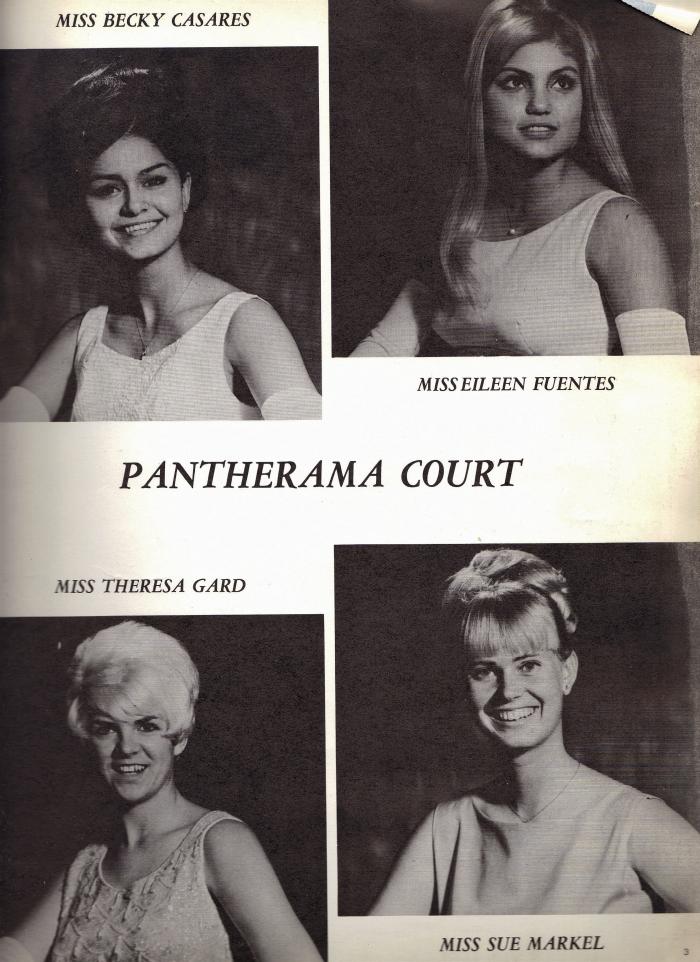 MISS BECKY CASARES
MISS EILEEN FUENTES
PANTHERAMA COURT
MISS THERESA GARD
MISS SUE MARKEL
3